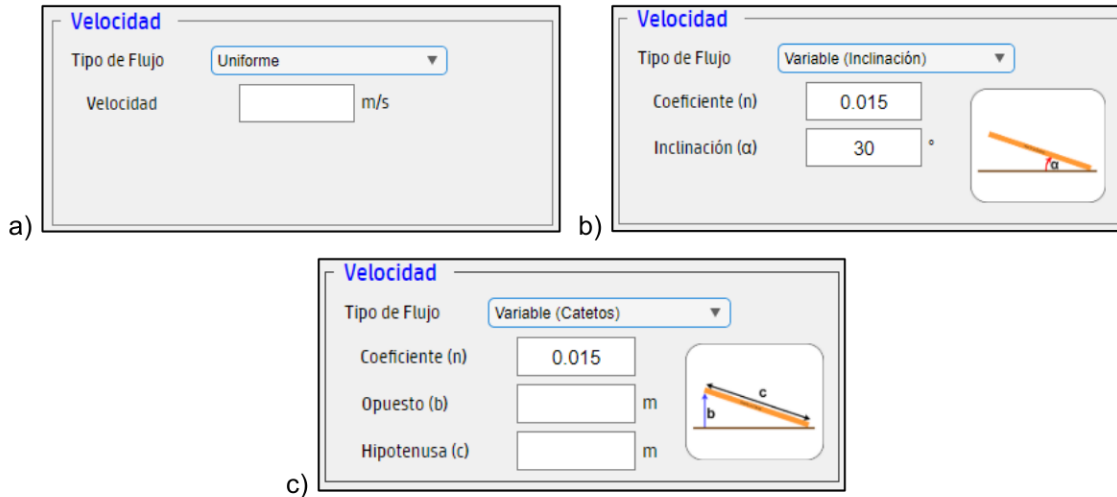 Velocidad
Tipo de Flujo Uniforme
Velocidad m/s
a)
Velocidad
Tipo de Flujo Variable (Inclinación)
Coeficiente (n) 0.015
Inclinación (α) 30 °
α
b)
Velocidad
Tipo de Flujo Variable (Catetos)
Coeficiente (n) 0.015
Opuesto (b) m
Hipotenusa (c) m
c
b
c)